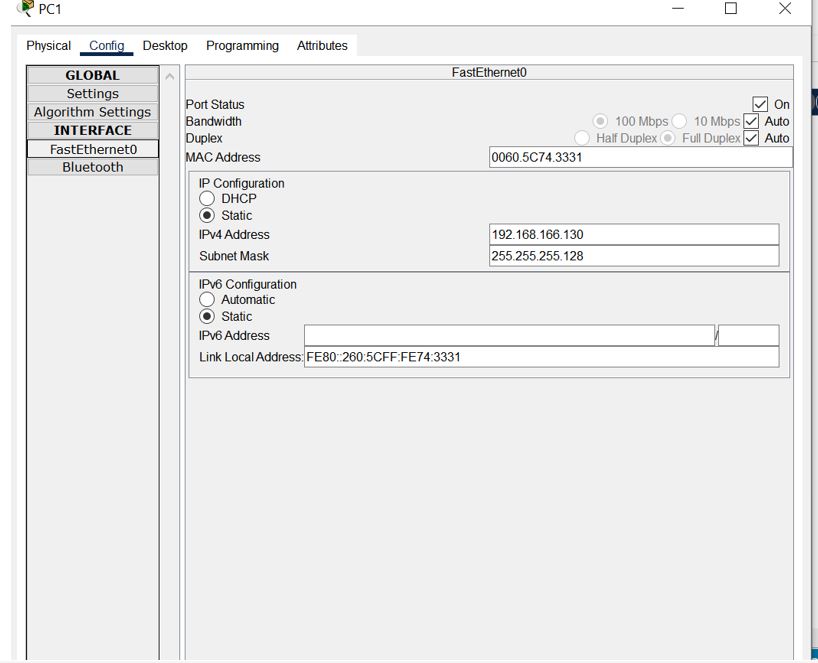 PC1
Physical Config Desktop Programming Attributes
GLOBAL
Settings
Algorithm Settings
INTERFACE
FastEthernet0
Bluetooth
FastEthernet0
Port Status On
Bandwidth 100 Mbps 10 Mbps Auto
Duplex Half Duplex Full Duplex Auto
MAC Address 0060.5C74.3331
IP Configuration
DHCP
Static
IPv4 Address 192.168.166.130
Subnet Mask 255.255.255.128
IPv6 Configuration
Automatic
Static
IPv6 Address /
Link Local Address: FE80::260:5CFF:FE74:3331